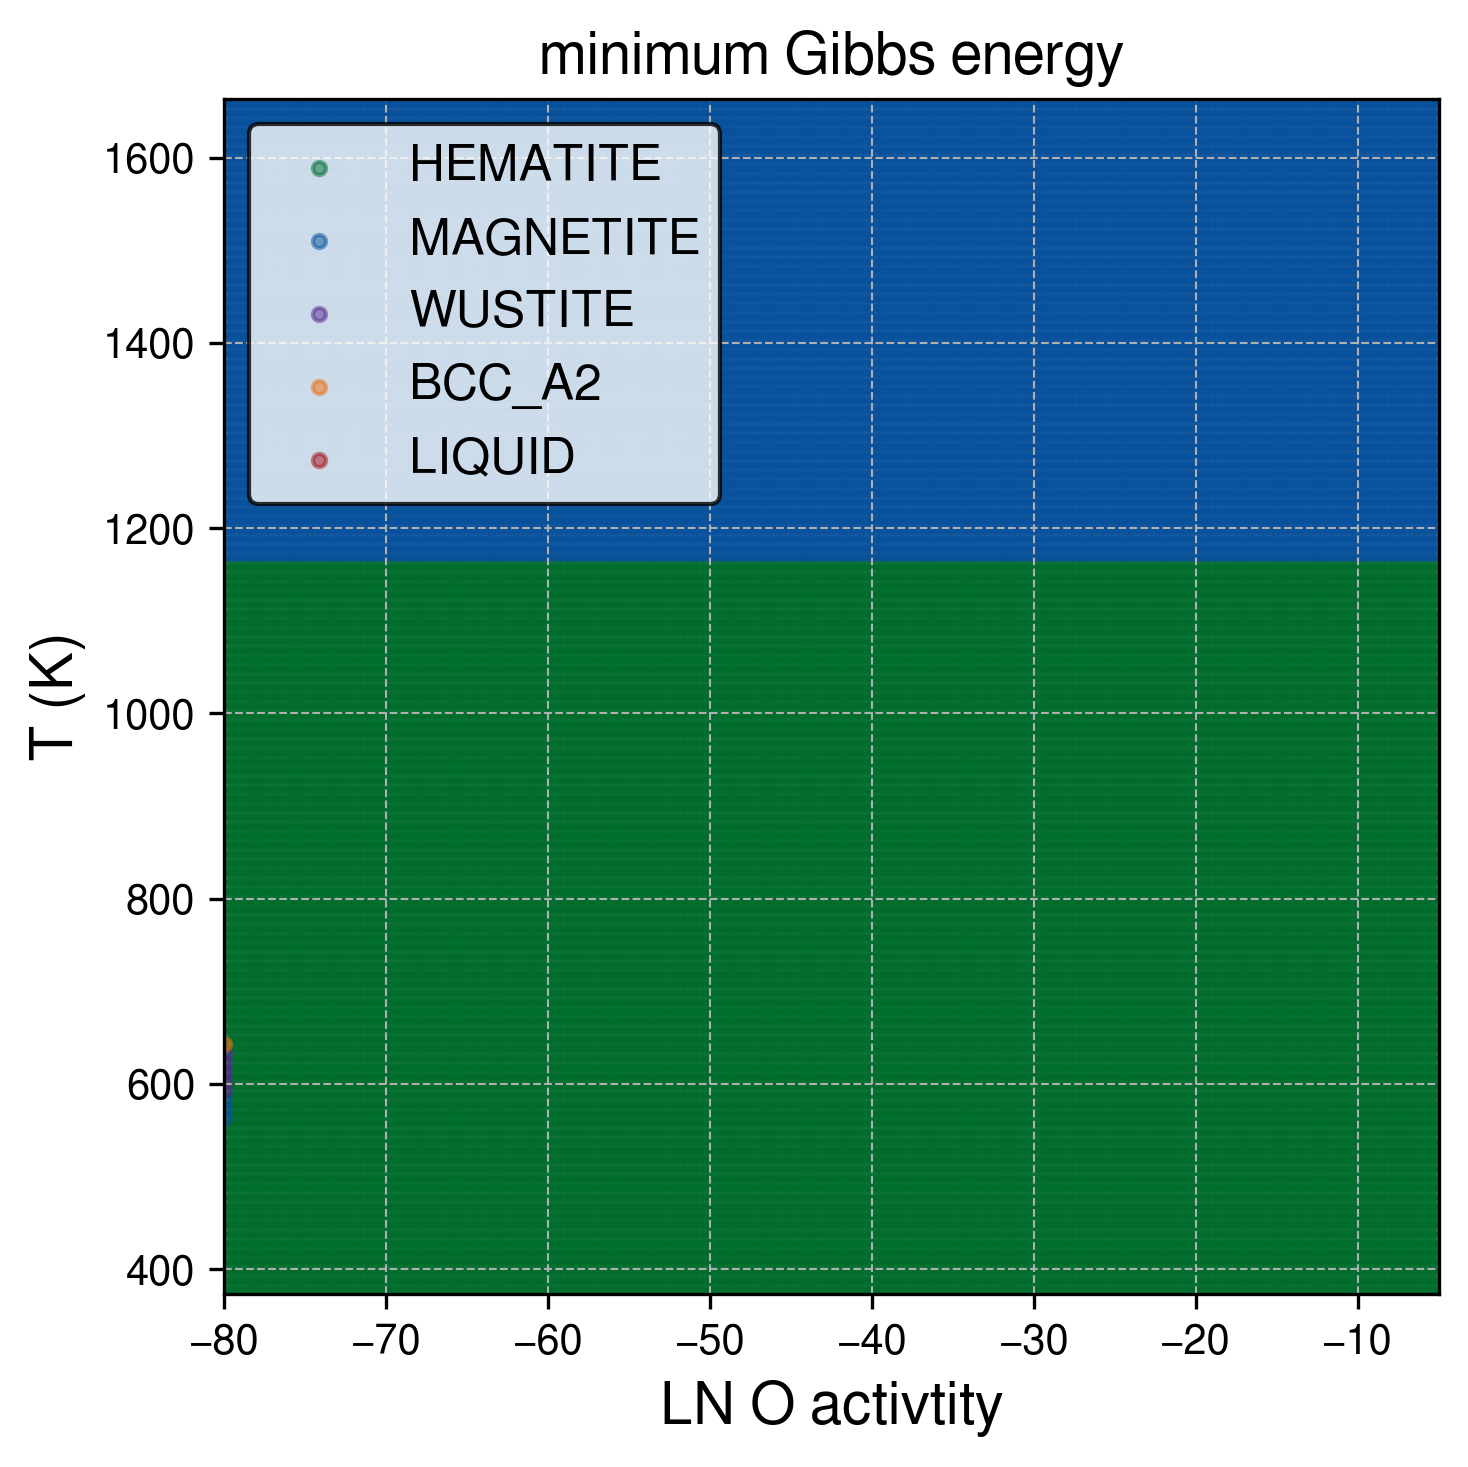 minimum Gibbs energy
HEMATITE
MAGNETITE
WUSTITE
BCC_A2
LIQUID
T (K)
1600
1400
1200
1000
800
600
400
−80
−70
−60
−50
−40
−30
−20
−10
LN O activtity